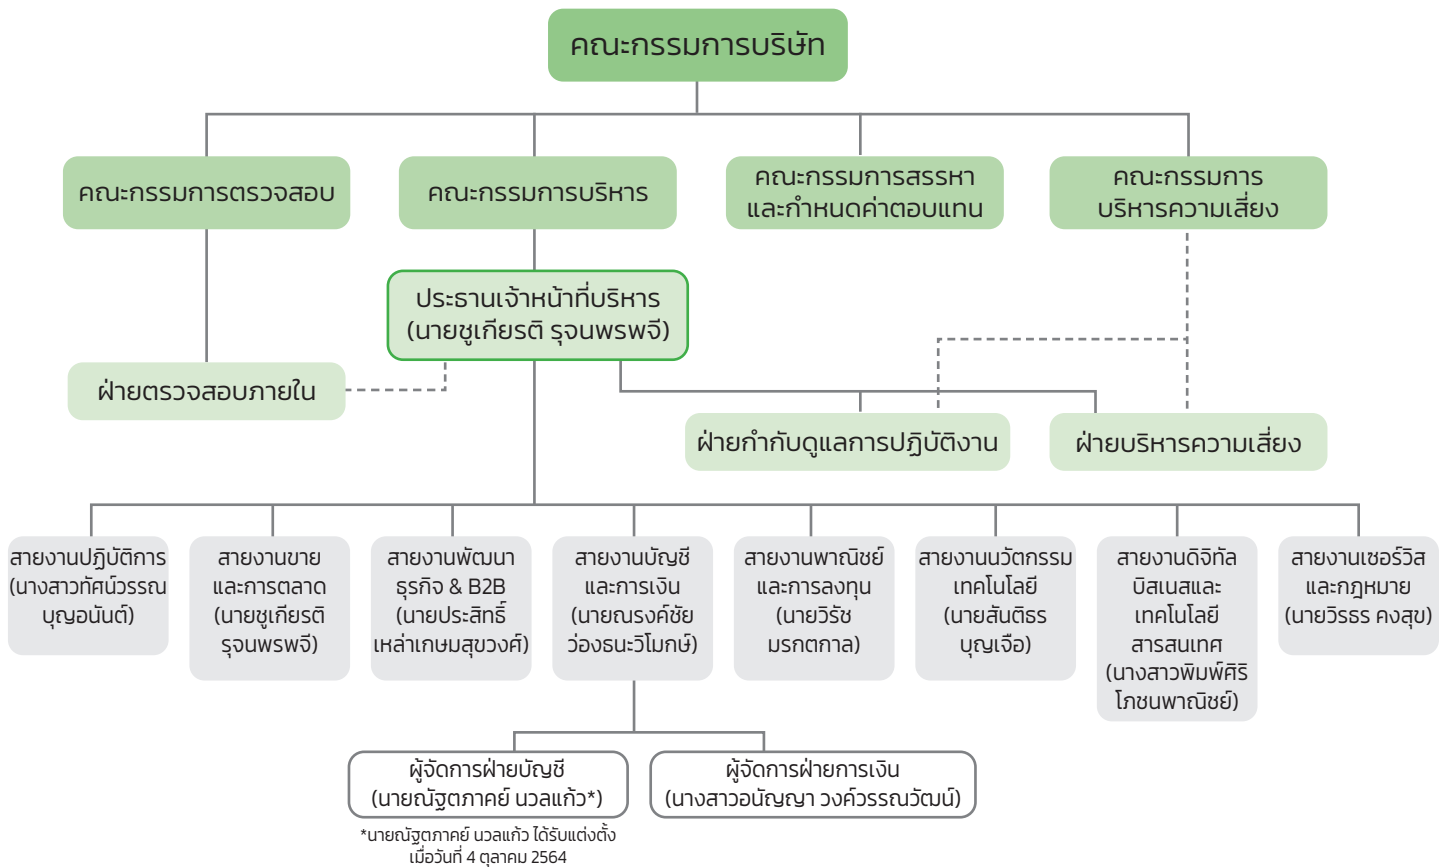 คณะกรรมการบริษัท
คณะกรรมการตรวจสอบ
คณะกรรมการบริหาร
คณะกรรมการสรรหา
และกำหนดค่าตอบแทน
คณะกรรมการ
บริหารความเสี่ยง
ประธานเจ้าหน้าที่บริหาร
(นายชูเกียรติ รุจนพรพจี)
ฝ่ายตรวจสอบภายใน
ฝ่ายกำกับดูแลการปฏิบัติงาน
ฝ่ายบริหารความเสี่ยง
สายงานปฏิบัติการ
(นางสาวทัศน์วรรณ
บุญอนันต์)
สายงานขาย
และการตลาด
(นายชูเกียรติ
รุจนพรพจี)
สายงานพัฒนา
ธุรกิจ & B2B
(นายประสิทธิ์
เหล่าเกษมสุขวงศ์)
สายงานบัญชี
และการเงิน
(นายณรงค์ชัย
ว่องธนะวิโมกษ์)
สายงานพาณิชย์
และการลงทุน
(นายวิรัช
มรกตกาล)
สายงานนวัตกรรม
เทคโนโลยี
(นายสันติธร
บุญเจือ)
สายงานดิจิทัล
บิสเนสและ
เทคโนโลยี
สารสนเทศ
(นางสาวพิมพ์ศิริ
โภชนพาณิชย์)
สายงานเซอร์วิส
และกฎหมาย
(นายวิรธร คงสุข)
ผู้จัดการฝ่ายบัญชี
(นายณัฐตภาคย์ นวลแก้ว*)
ผู้จัดการฝ่ายการเงิน
(นางสาวอนัญญา วงค์วรรณวัฒน์)
*นายณัฐตภาคย์ นวลแก้ว ได้รับแต่งตั้ง
เมื่อวันที่ 4 ตุลาคม 2564